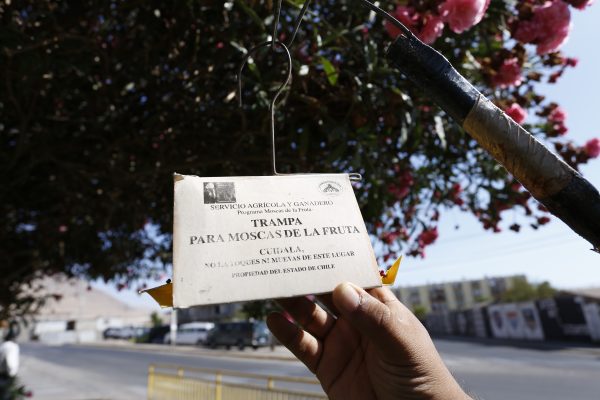 SERVICIO AGRÍCOLA Y GANADERO
Programa Moscas de la Fruta
TRAMPA
PARA MOSCAS DE LA FRUTA
CUIDALA,
NO LA TOQUES NI MUEVAS DE ESTE LUGAR
PROPIEDAD DEL ESTADO DE CHILE